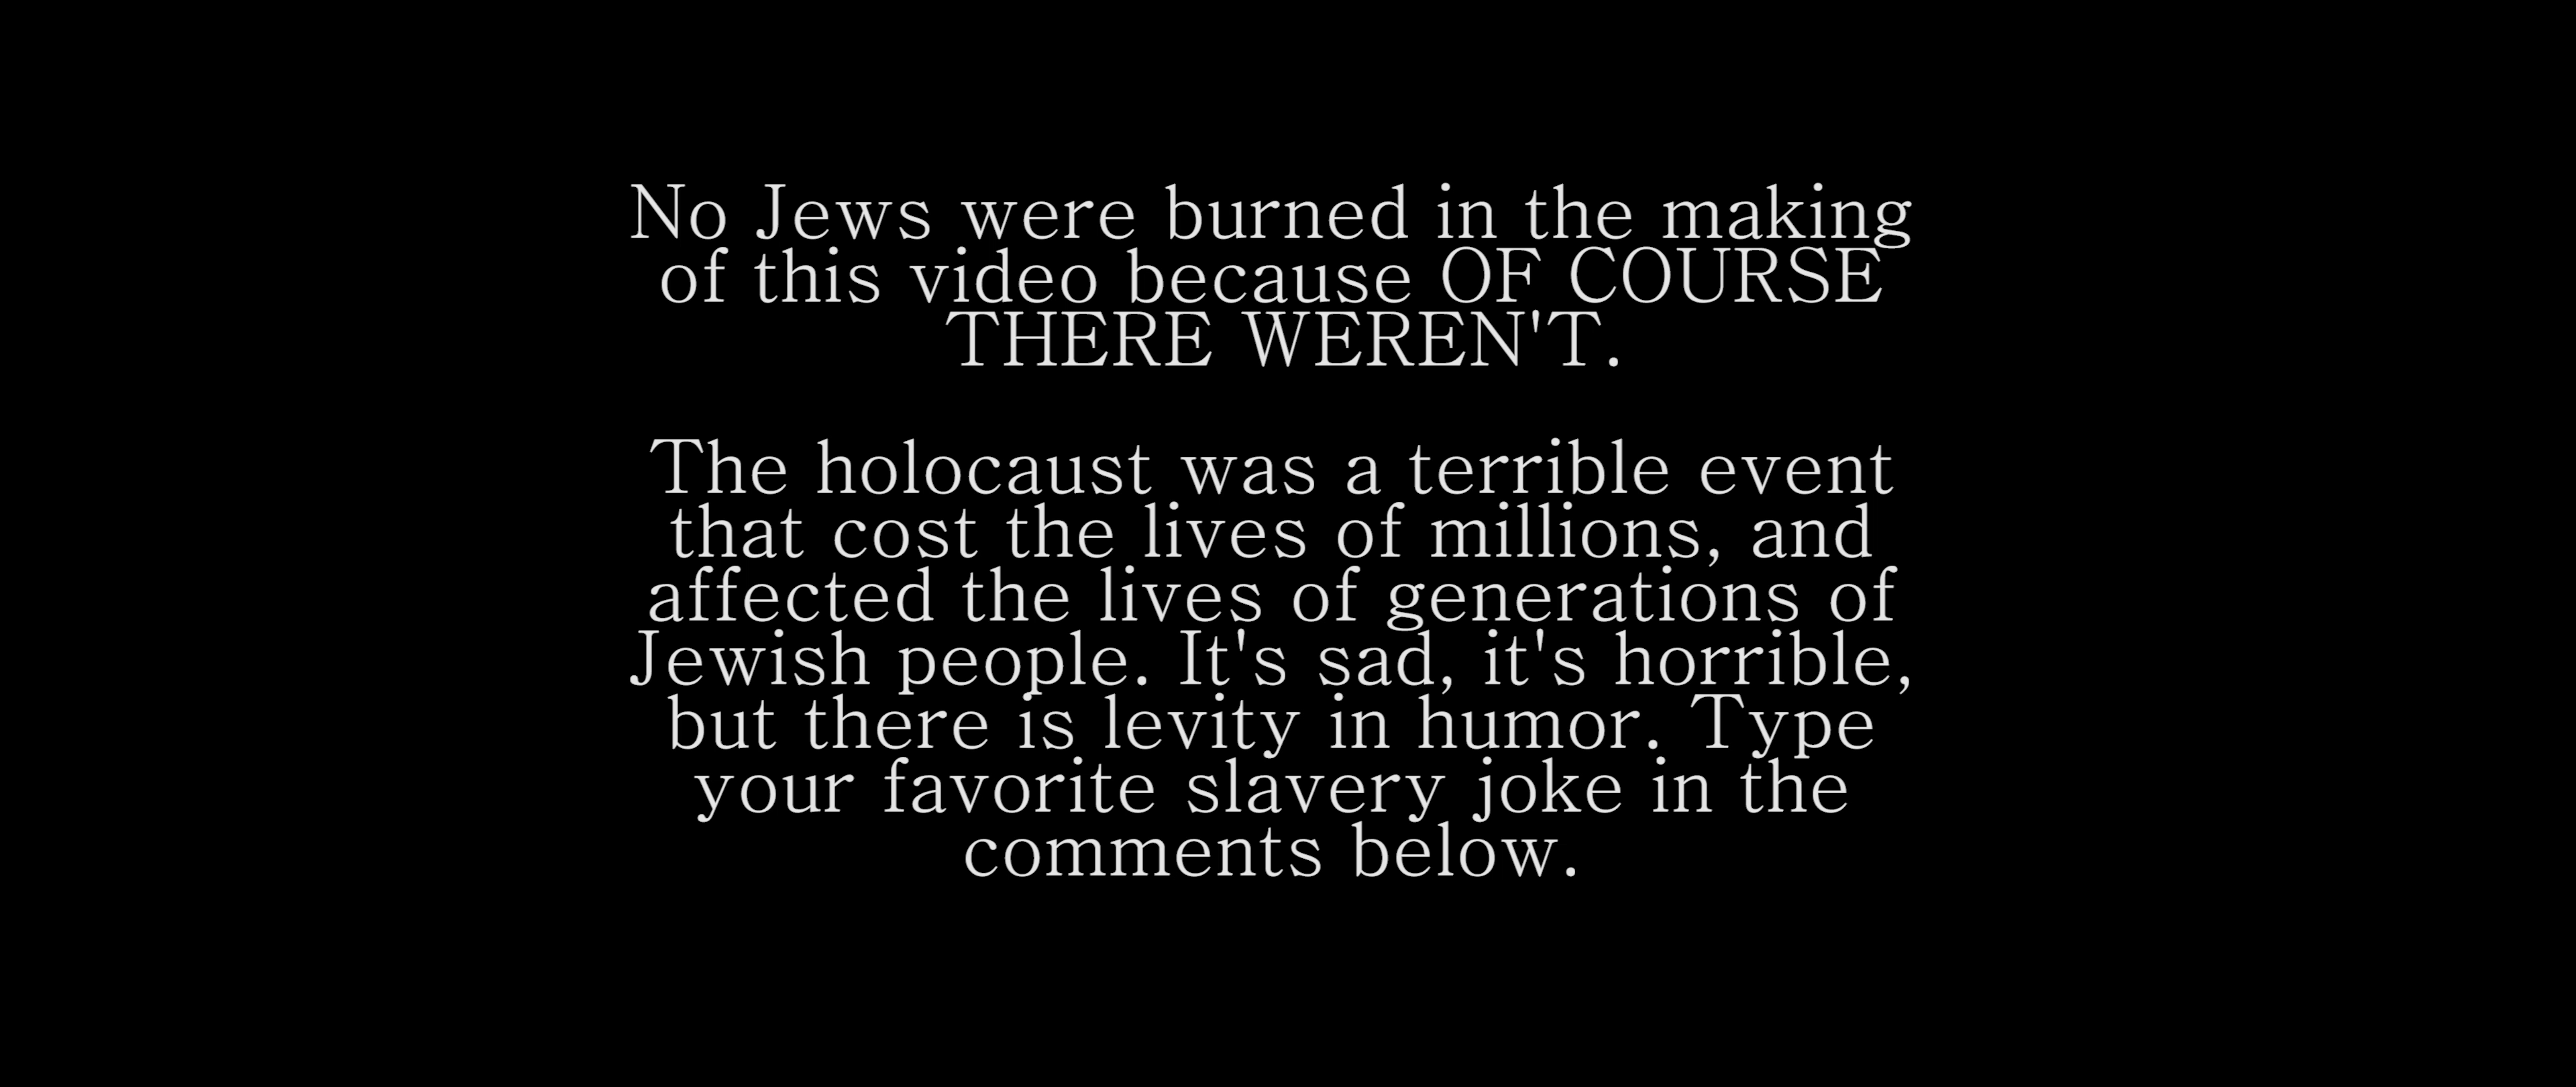 No Jews were burned in the making
of this video because OF COURSE
THERE WEREN'T.
The holocaust was a terrible event
that cost the lives of millions, and
affected the lives of generations of
Jewish people. It's sad, it's horrible,
but there is levity in humor. Type
your favorite slavery joke in the
comments below.